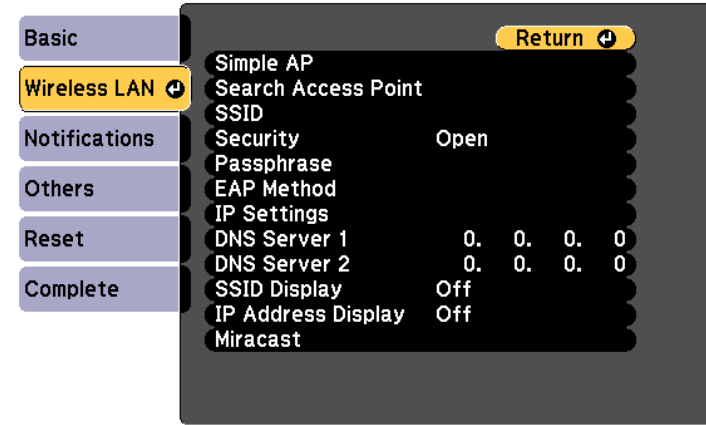 Basic
Wireless LAN
Notifications
Others
Reset
Complete
Return
Simple AP
Search Access Point
SSID
Security Open
Passphrase
EAP Method
IP Settings
DNS Server 1 0. 0. 0. 0
DNS Server 2 0. 0. 0. 0
SSID Display Off
IP Address Display Off
Miracast